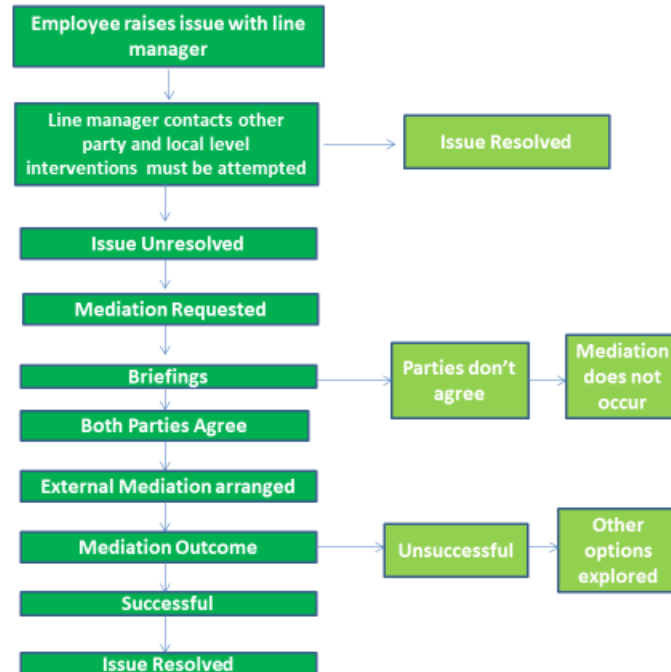 Employee raises issue with line
manager
Line manager contacts other
party and local level
interventions must be attempted
Issue Resolved
Issue Unresolved
Mediation Requested
Briefings
Parties don't
agree
Mediation
does not
occur
Both Parties Agree
External Mediation arranged
Mediation Outcome
Unsuccessful
Other
options
explored
Successful
Issue Resolved